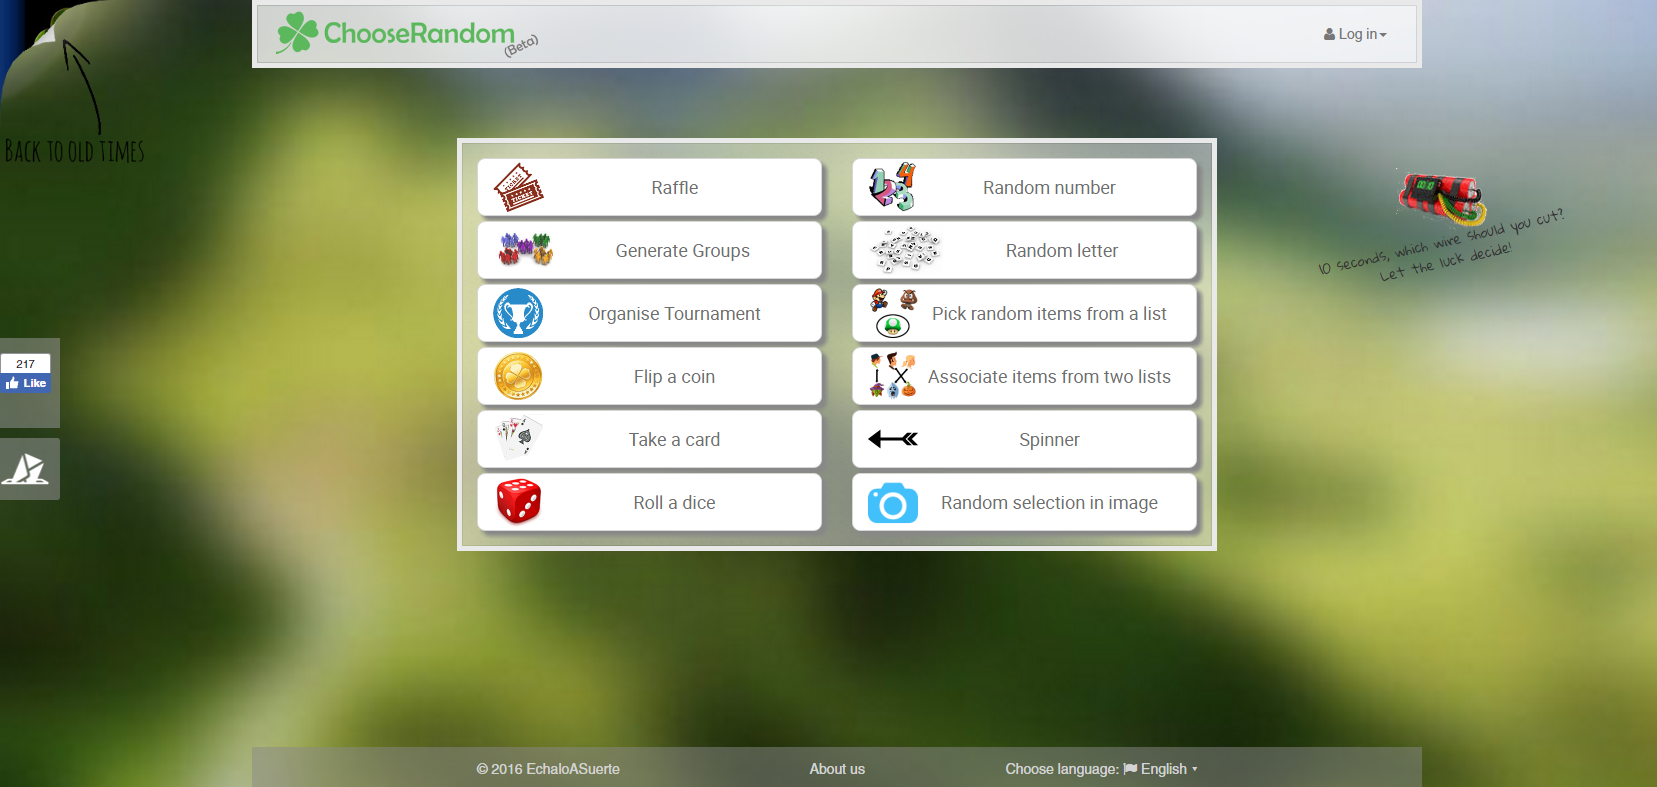 ChooseRandom
(Beta)
Log in
BACK TO OLD TIMES
Raffle
Random number
Generate Groups
Random letter
Organise Tournament
Pick random items from a list
Flip a coin
Associate items from two lists
Take a card
Spinner
Roll a dice
Random selection in image
10 seconds, which wire should you cut?
Let the luck decide!
217
Like
© 2016 EchaloASuerte
About us
Choose language: English